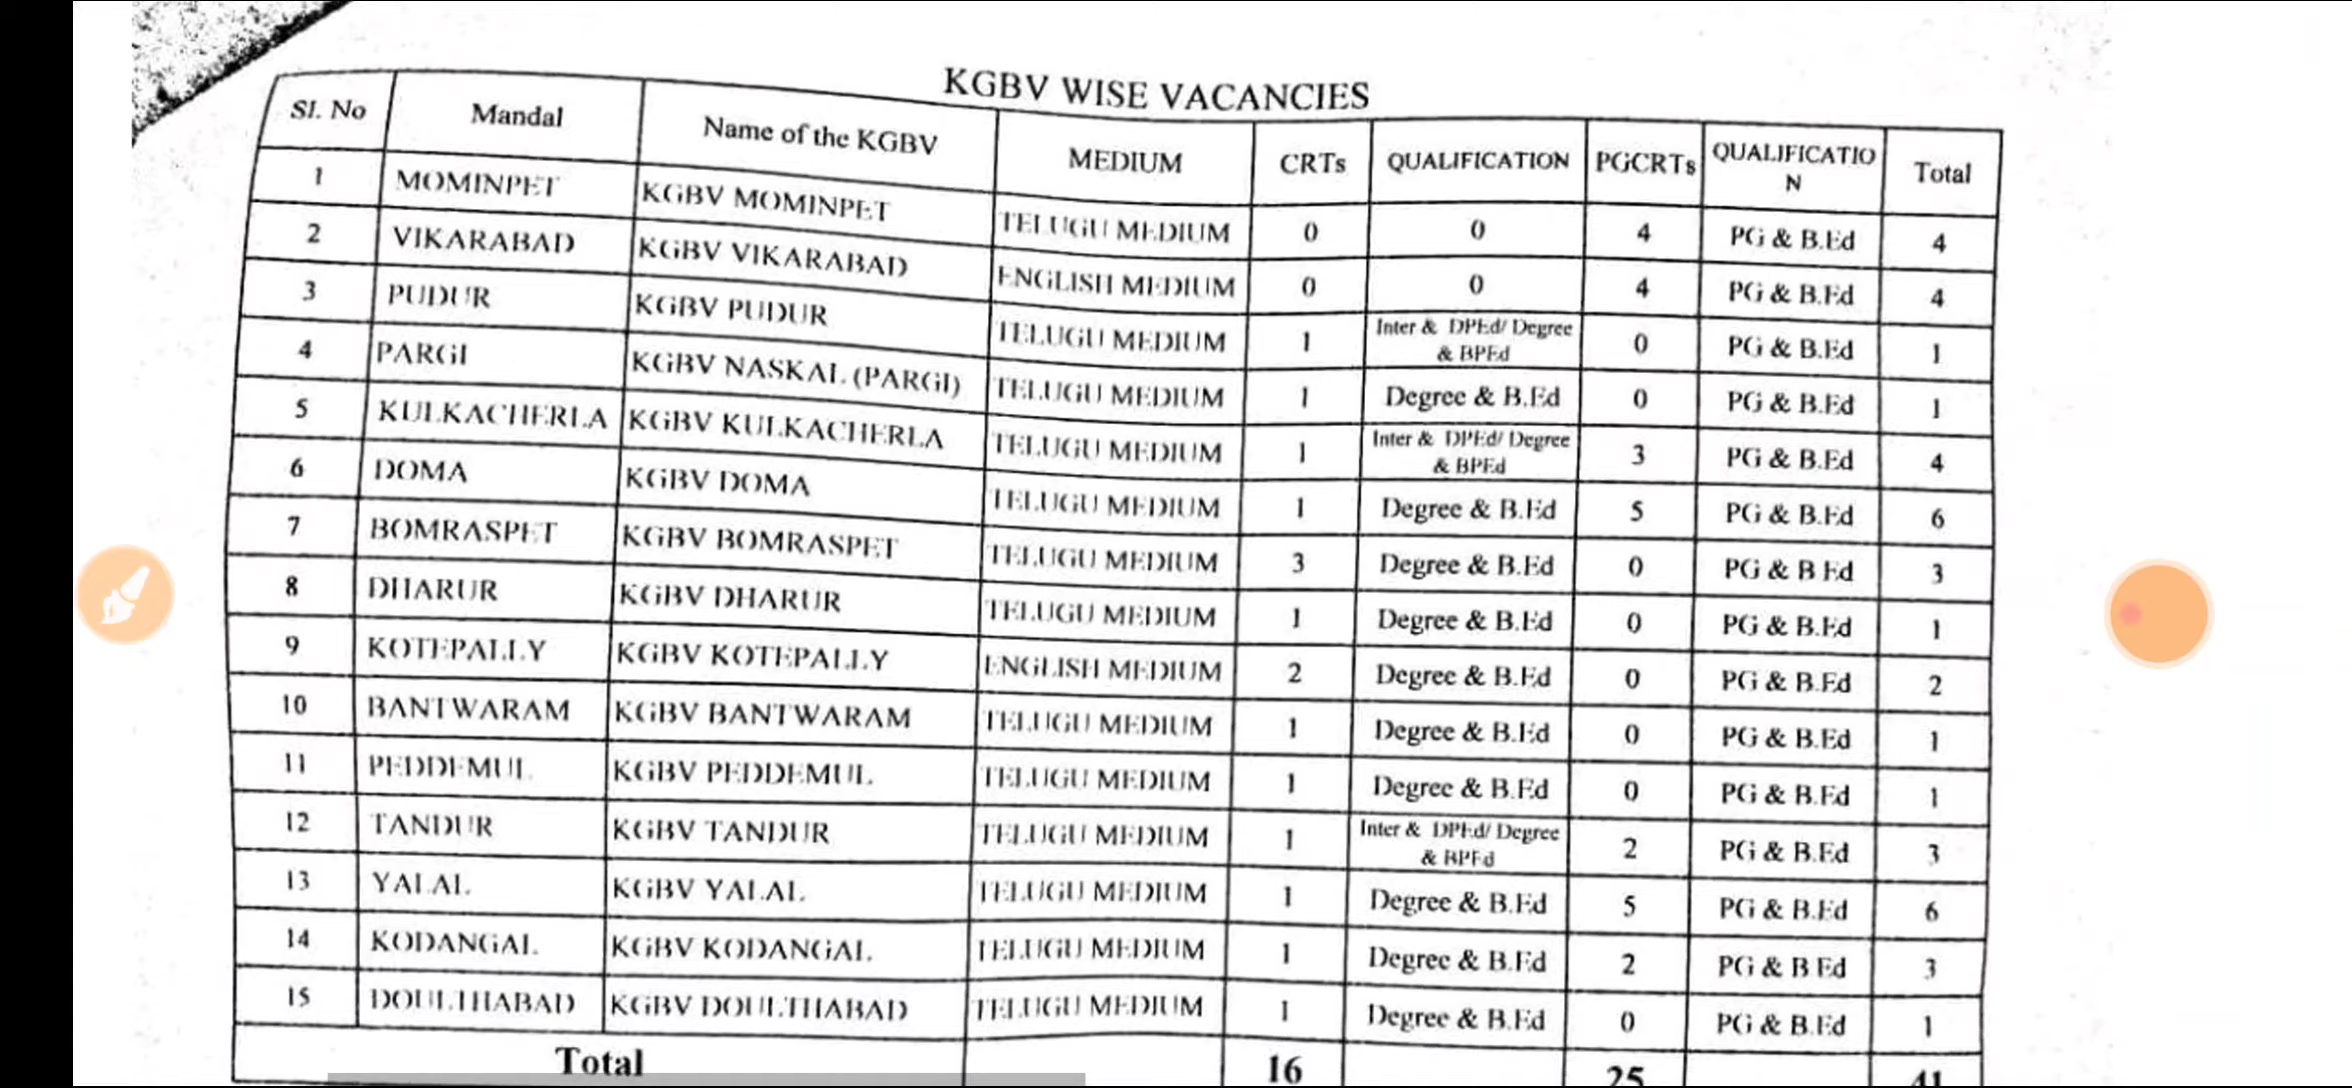 KGBV WISE VACANCIES
Sl. No Mandal Name of the KGBV MEDIUM CRTs QUALIFICATION PGCRTs QUALIFICATIO
N Total
1 MOMINPET KGBV MOMINPET TELUGU MEDIUM 0 0 4 PG & B.Ed 4
2 VIKARABAD KGBV VIKARABAD ENGLISH MEDIUM 0 0 4 PG & B.Ed 4
3 PUDUR KGBV PUDUR TELUGU MEDIUM 1 Inter & DPEd/ Degree
& BPEd 0 PG & B.Ed 1
4 PARGI KGBV NASKAL (PARGI) TELUGU MEDIUM 1 Degree & B.Ed 0 PG & B.Ed 1
5 KULKACHERLA KGBV KULKACHERLA TELUGU MEDIUM 1 Inter & DPEd/ Degree
& BPEd 3 PG & B.Ed 4
6 DOMA KGBV DOMA TELUGU MEDIUM 1 Degree & B.Ed 5 PG & B.Ed 6
7 BOMRASPET KGBV BOMRASPET TELUGU MEDIUM 3 Degree & B.Ed 0 PG & B Ed 3
8 DHARUR KGBV DHARUR TELUGU MEDIUM 1 Degree & B.Ed 0 PG & B.Ed 1
9 KOTEPALLY KGBV KOTEPALLY ENGLISH MEDIUM 2 Degree & B.Ed 0 PG & B.Ed 2
10 BANTWARAM KGBV BANTWARAM TELUGU MEDIUM 1 Degree & B.Ed 0 PG & B.Ed 1
11 PEDDEMUL KGBV PEDDEMUL TELUGU MEDIUM 1 Degree & B.Ed 0 PG & B.Ed 1
12 TANDUR KGBV TANDUR TELUGU MEDIUM 1 Inter & DPEd/ Degree
& BPEd 2 PG & B.Ed 3
13 YALAL KGBV YALAL TELUGU MEDIUM 1 Degree & B.Ed 5 PG & B.Ed 6
14 KODANGAL KGBV KODANGAL TELUGU MEDIUM 1 Degree & B.Ed 2 PG & B Ed 3
15 DOULTHABAD KGBV DOULTHABAD TELUGU MEDIUM 1 Degree & B.Ed 0 PG & B.Ed 1
Total 16 25 41